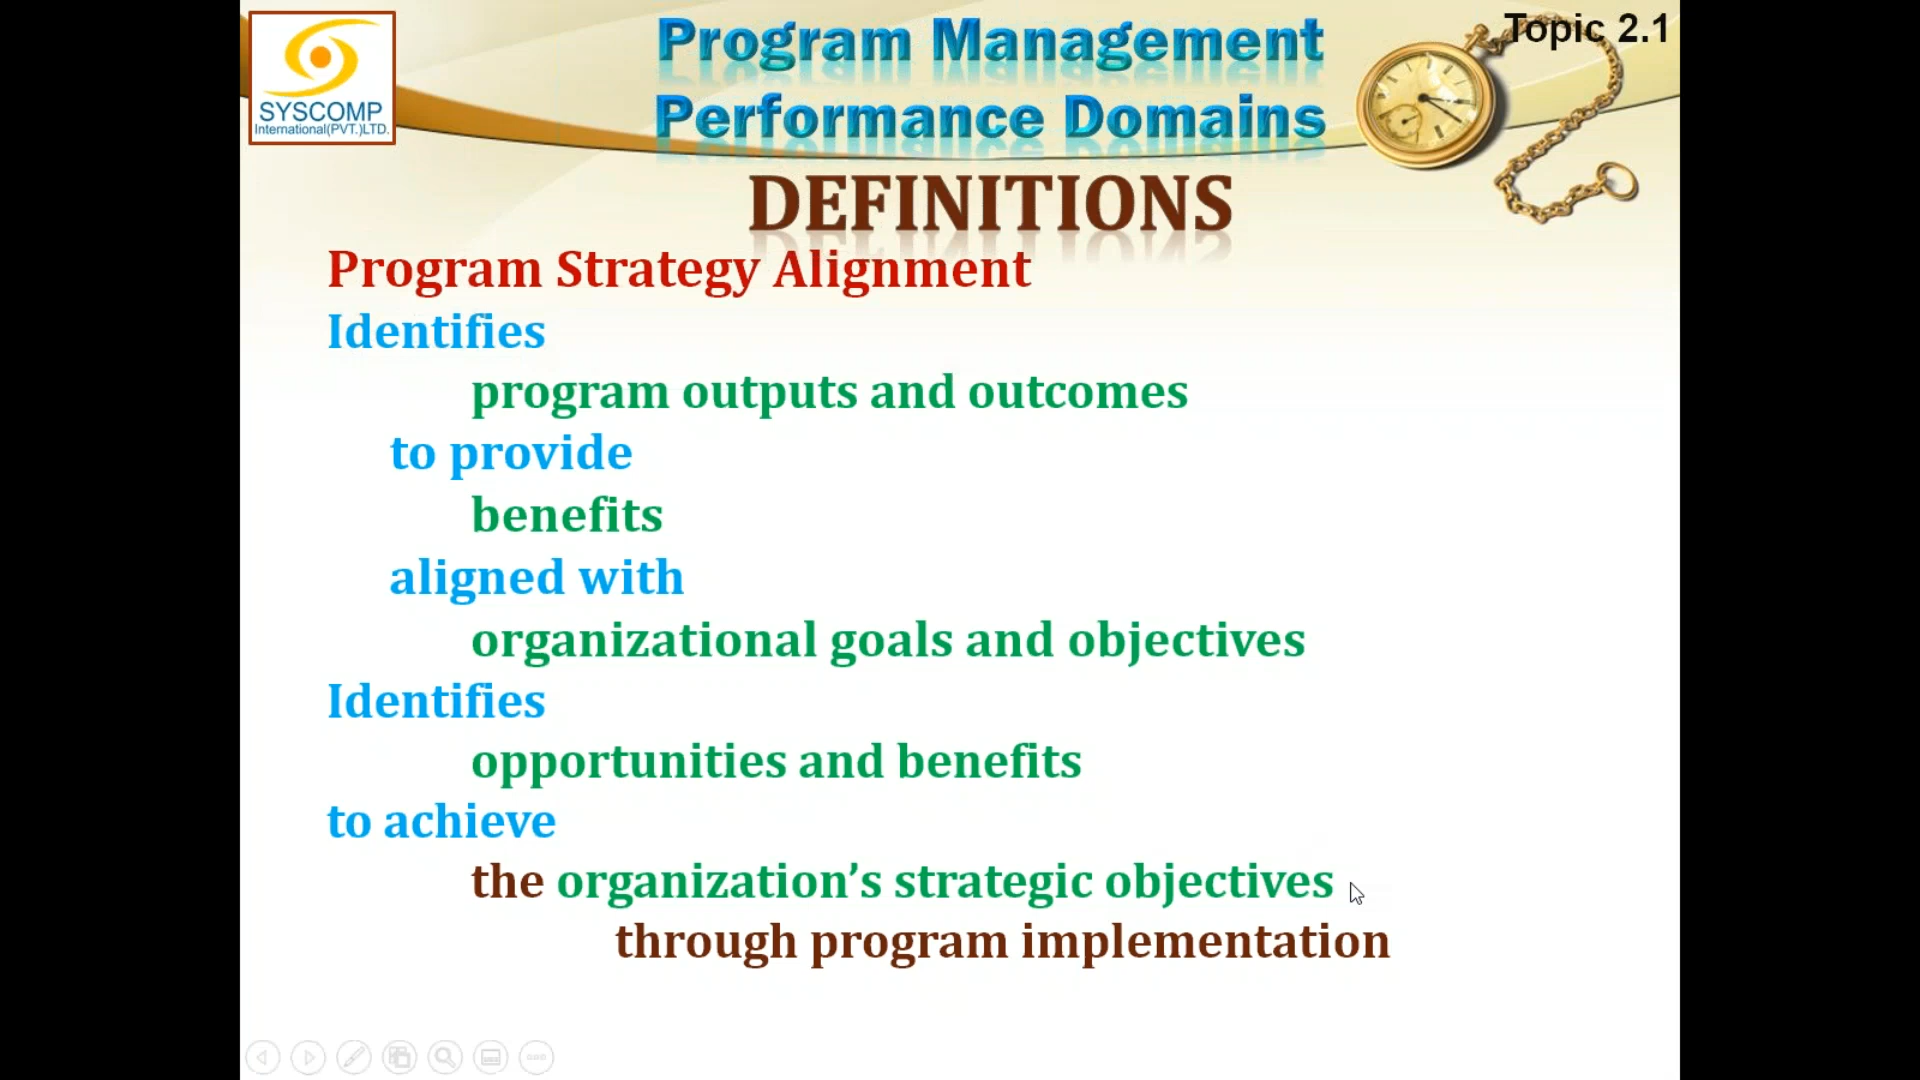 SYSCOMP
International(PVT.)LTD.
Program Management
Performance Domains
Topic 2.1
DEFINITIONS
Program Strategy Alignment
Identifies
program outputs and outcomes
to provide
benefits
aligned with
organizational goals and objectives
Identifies
opportunities and benefits
to achieve
the organization’s strategic objectives
through program implementation